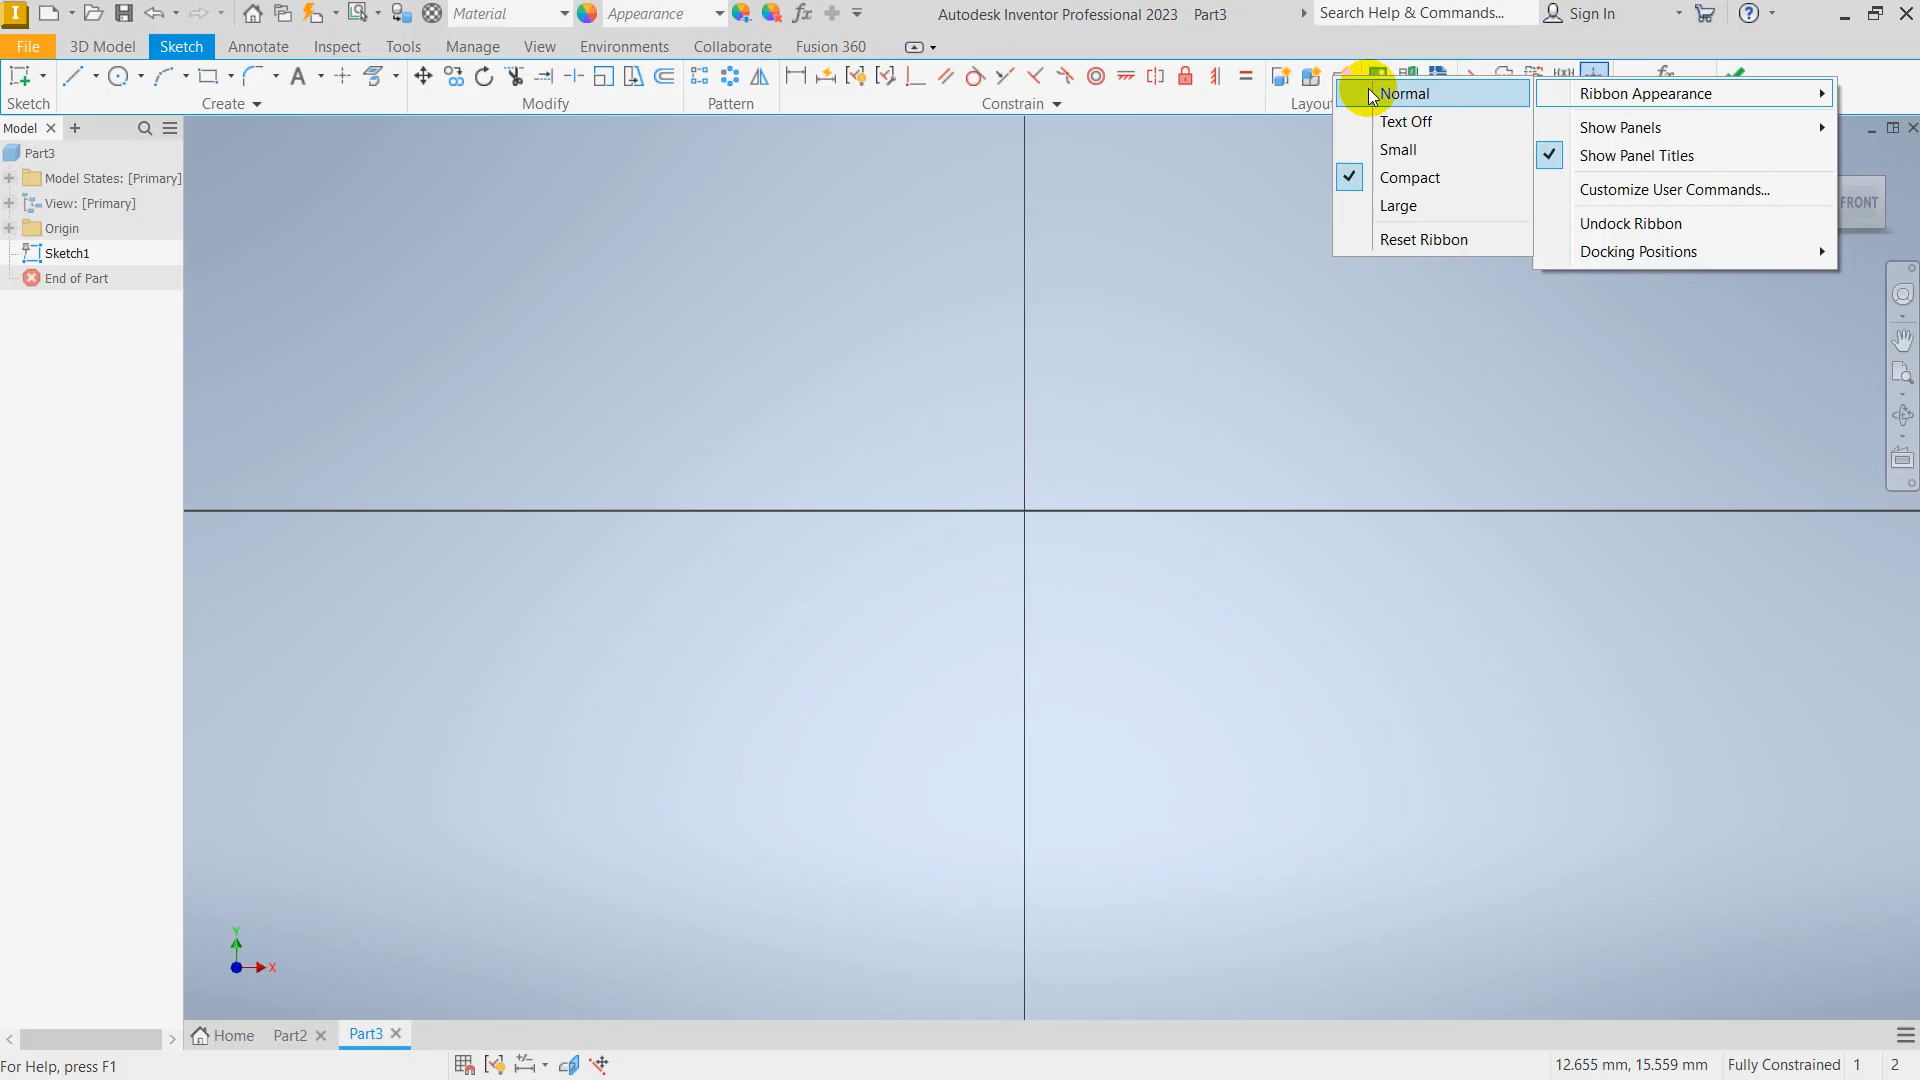 I Material Appearance fx Autodesk Inventor Professional 2023 Part3 Search Help & Commands... Sign In ?
File 3D Model Sketch Annotate Inspect Tools Manage View Environments Collaborate Fusion 360
A
Sketch Create Modify Pattern Constrain Layout
Normal
Text Off
Small
Compact
Large
Reset Ribbon
Ribbon Appearance
Show Panels
Show Panel Titles
Customize User Commands...
Undock Ribbon
Docking Positions
Model
Part3
Model States: [Primary]
View: [Primary]
Origin
Sketch1
End of Part
FRONT
Y
X
Home Part2 Part3
For Help, press F1 12.655 mm, 15.559 mm Fully Constrained 1 2